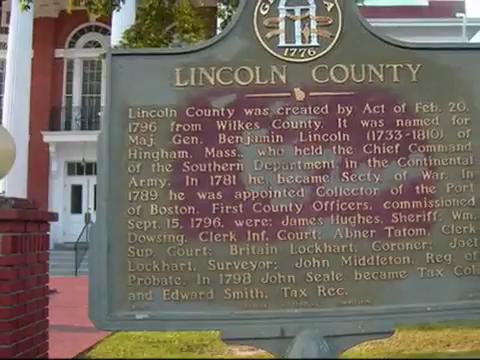 GEORGIA
1776
LINCOLN COUNTY
Lincoln County was created by Act of Feb. 20,
1796 from Wilkes County. It was named for
Maj. Gen. Benjamin Lincoln (1733-1810) of
Hingham, Mass., who held the Chief Command
of the Southern Department in the Continental
Army. In 1781 he became Secty. of War. In
1789 he was appointed Collector of the Port
of Boston. First County Officers, commissioned
Sept. 15, 1796, were: James Hughes, Sheriff; Wm.
Dowsing, Clerk Inf. Court; Abner Tatom, Clerk
Sup. Court; Britain Lockhart, Coroner; Joel
Lockhart, Surveyor; John Middleton, Reg. of
Probate. In 1798 John Seale became Tax Col.
and Edward Smith, Tax Rec.